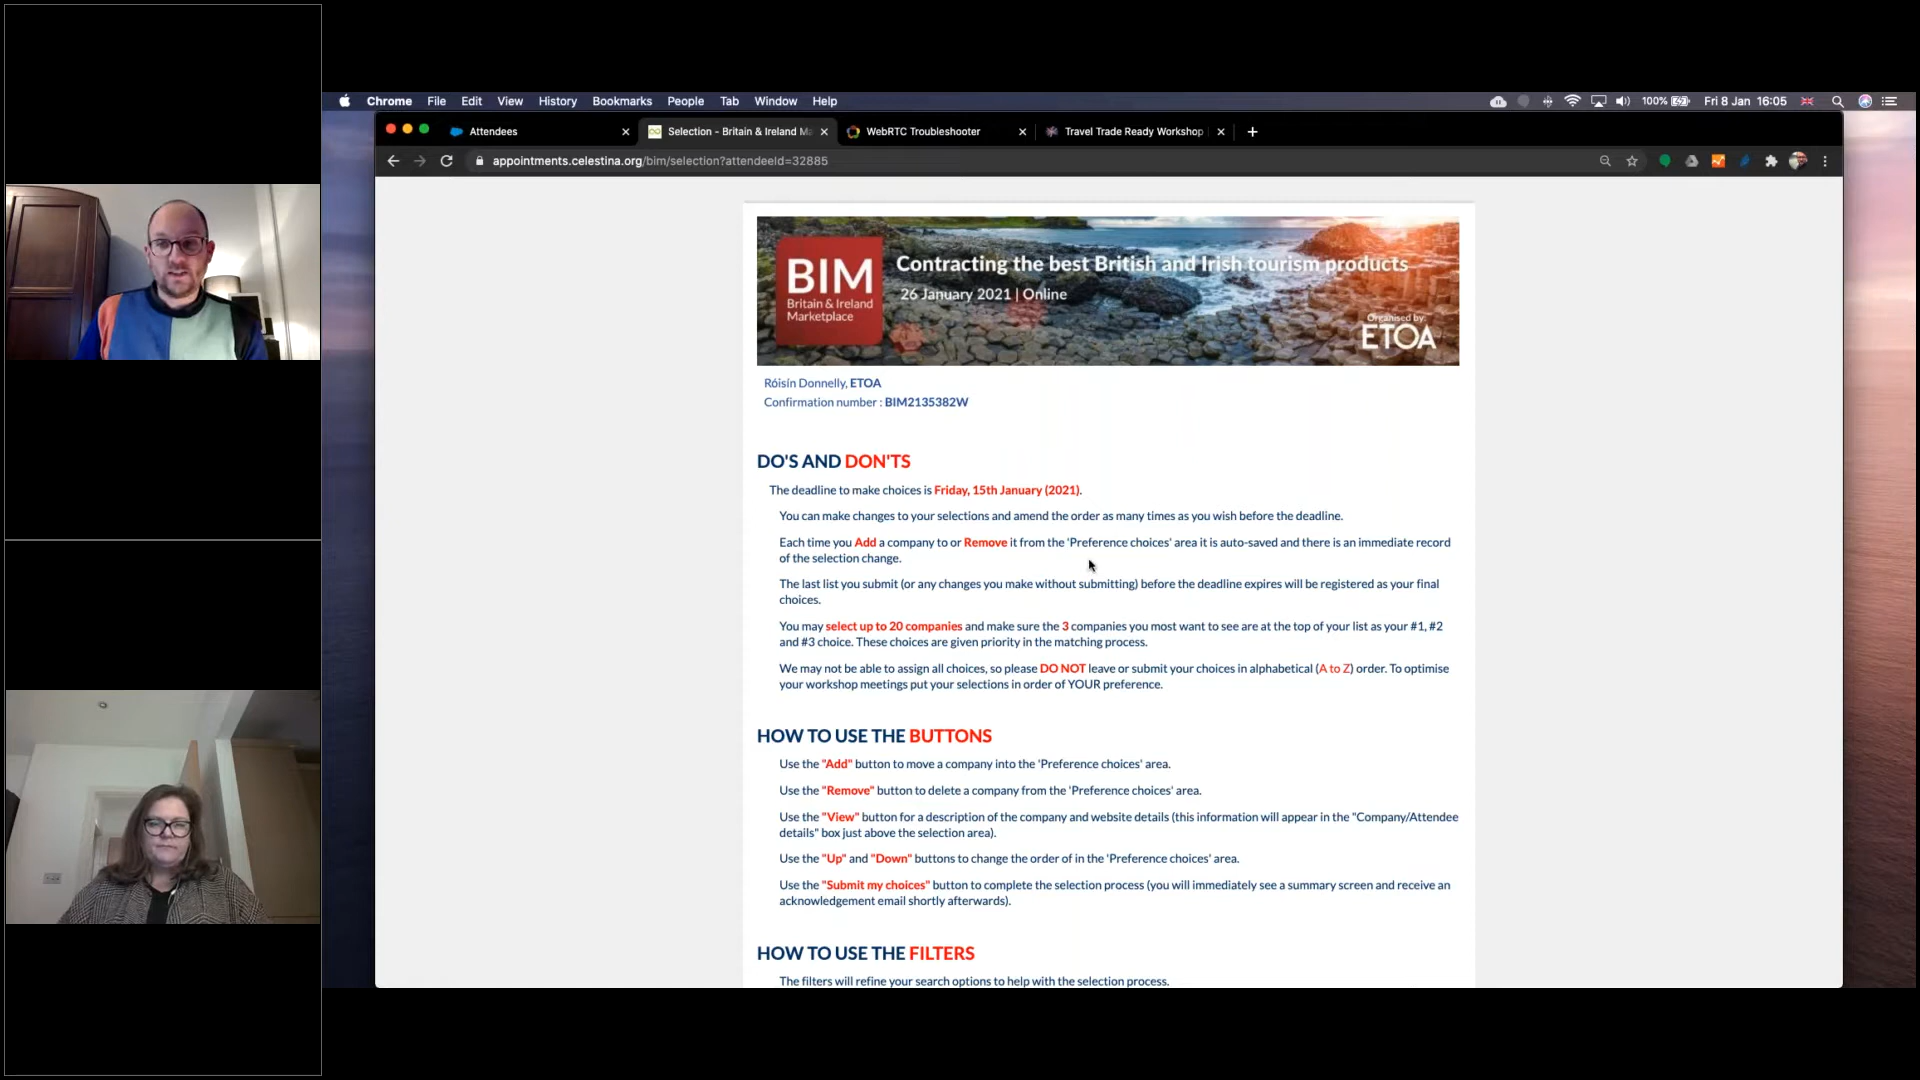 Chrome File Edit View History Bookmarks People Tab Window Help 100% Fri 8 Jan 16:05
Attendees Selection - Britain & Ireland Ma WebRTC Troubleshooter Travel Trade Ready Workshop
appointments.celestina.org/bim/selection?attendeeId=32885
BIM
Britain & Ireland
Marketplace
Contracting the best British and Irish tourism products
26 January 2021 | Online
Organised by:
ETOA
Róisín Donnelly, ETOA
Confirmation number : BIM2135382W
DO'S AND DON'TS
The deadline to make choices is Friday, 15th January (2021).
You can make changes to your selections and amend the order as many times as you wish before the deadline.
Each time you Add a company to or Remove it from the 'Preference choices' area it is auto-saved and there is an immediate record
of the selection change.
The last list you submit (or any changes you make without submitting) before the deadline expires will be registered as your final
choices.
You may select up to 20 companies and make sure the 3 companies you most want to see are at the top of your list as your #1, #2
and #3 choice. These choices are given priority in the matching process.
We may not be able to assign all choices, so please DO NOT leave or submit your choices in alphabetical (A to Z) order. To optimise
your workshop meetings put your selections in order of YOUR preference.
HOW TO USE THE BUTTONS
Use the "Add" button to move a company into the 'Preference choices' area.
Use the "Remove" button to delete a company from the 'Preference choices' area.
Use the "View" button for a description of the company and website details (this information will appear in the "Company/Attendee
details" box just above the selection area).
Use the "Up" and "Down" buttons to change the order of in the 'Preference choices' area.
Use the "Submit my choices" button to complete the selection process (you will immediately see a summary screen and receive an
acknowledgement email shortly afterwards).
HOW TO USE THE FILTERS
The filters will refine your search options to help with the selection process.